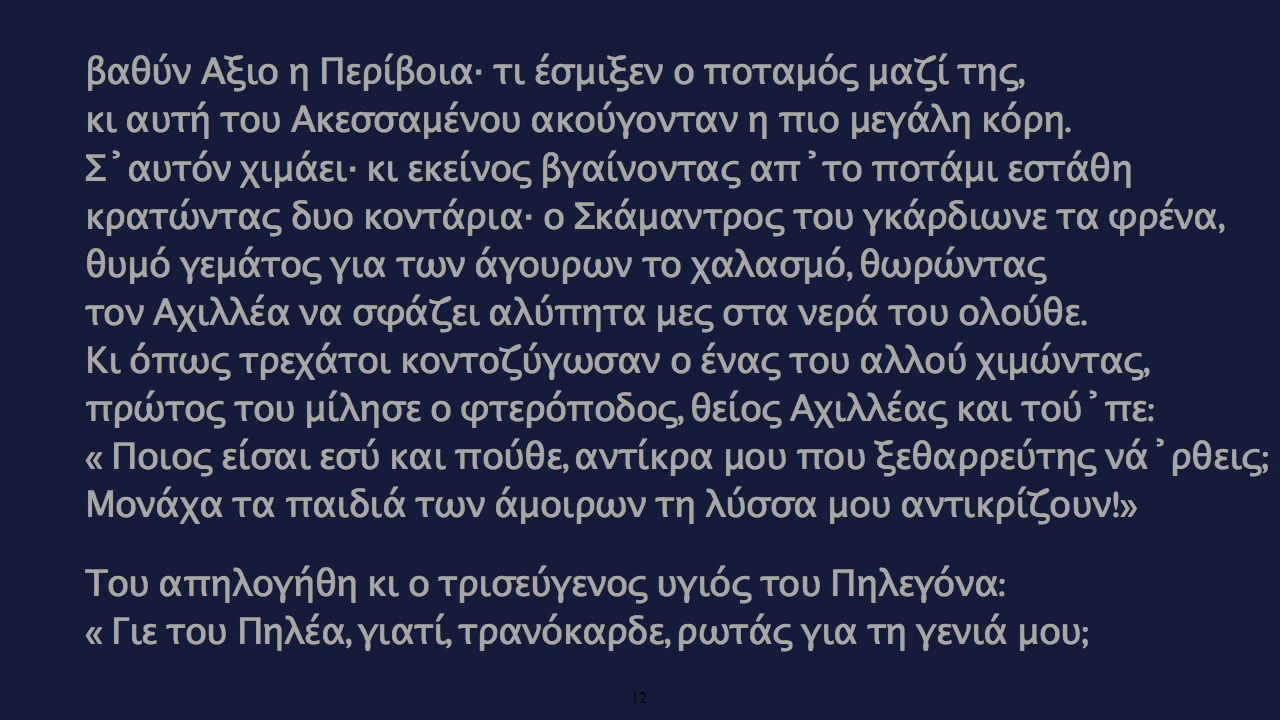 βαθύν Αξιο η Περίβοια· τι έσμιξεν ο ποταμός μαζί της,
κι αυτή του Ακεσσαμένου ακούγονταν η πιο μεγάλη κόρη.
Σ᾿ αυτόν χιμάει· κι εκείνος βγαίνοντας απ᾿ το ποτάμι εστάθη
κρατώντας δυο κοντάρια· ο Σκάμαντρος του γκάρδιωνε τα φρένα,
θυμό γεμάτος για των άγουρων το χαλασμό, θωρώντας
τον Αχιλλέα να σφάζει αλύπητα μες στα νερά του ολούθε.
Κι όπως τρεχάτοι κοντοζύγωσαν ο ένας του αλλού χιμώντας,
πρώτος του μίλησε ο φτερόποδος, θείος Αχιλλέας και τού᾿ πε:
« Ποιος είσαι εσύ και πούθε, αντίκρα μου που ξεθαρρεύτης νά᾿ ρθεις;
Μονάχα τα παιδιά των άμοιρων τη λύσσα μου αντικρίζουν!»
Του απηλογήθη κι ο τρισεύγενος υγιός του Πηλεγόνα:
« Γιε του Πηλέα, γιατί, τρανόκαρδε, ρωτάς για τη γενιά μου;
12